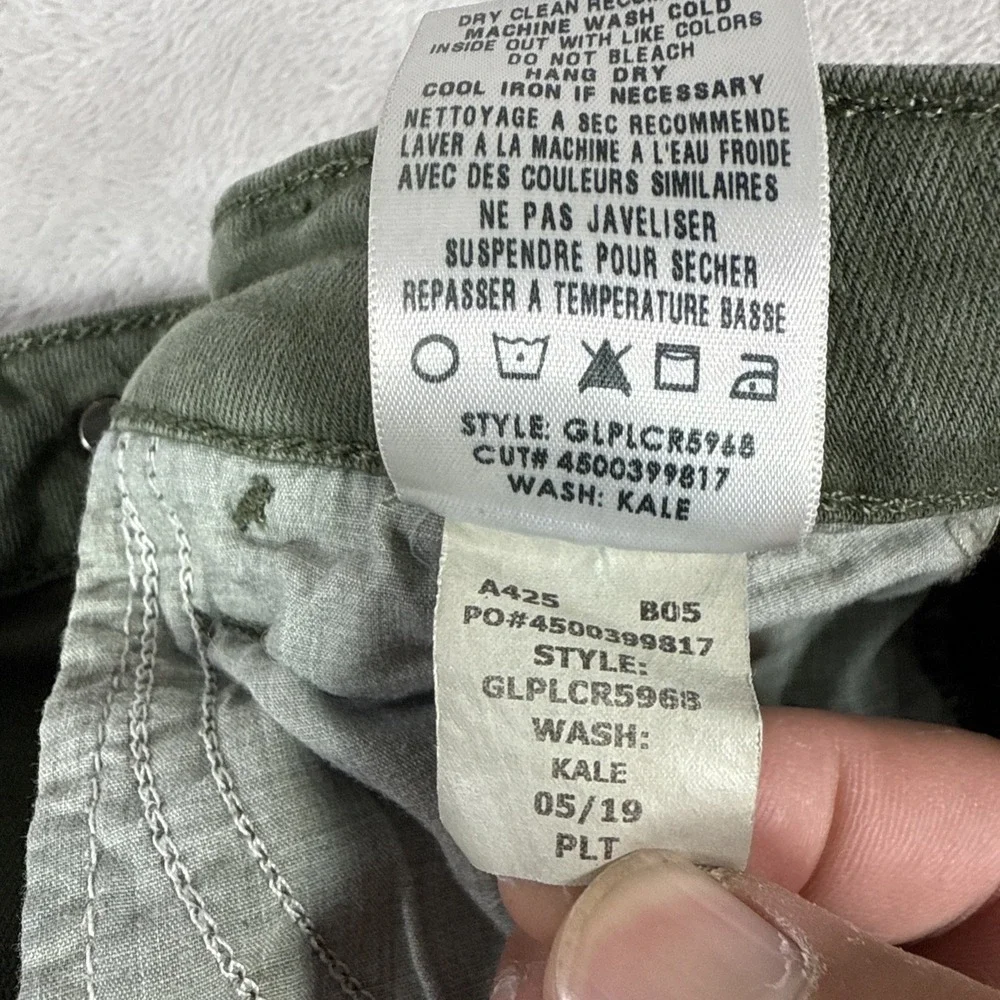 DRY CLEAN
MACHINE WASH COLD
INSIDE OUT WITH LIKE COLORS
DO NOT BLEACH
HANG DRY
COOL IRON IF NECESSARY
NETTOYAGE A SEC RECOMMENDE
LAVER A LA MACHINE A L'EAU FROIDE
AVEC DES COULEURS SIMILAIRES
NE PAS JAVELISER
SUSPENDRE POUR SECHER
REPASSER A TEMPERATURE BASSE
STYLE: GLPLCR5968
CUT# 4500399817
WASH: KALE
A425 B05
PO#4500399817
STYLE:
GLPLCR5968
WASH:
KALE
05/19
PLT